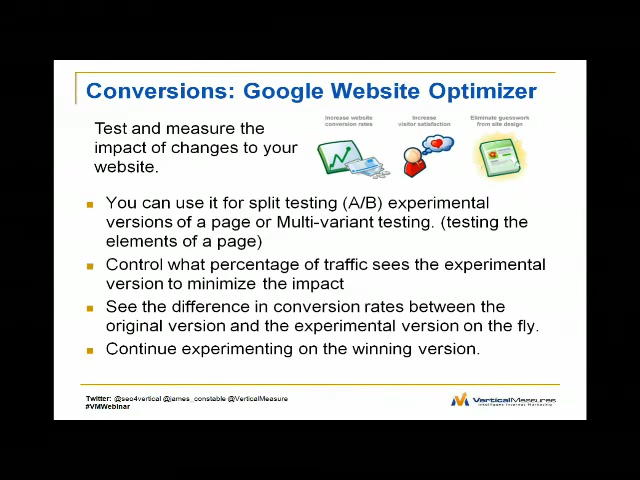 Conversions: Google Website Optimizer
Test and measure the
impact of changes to your
website.
Increase website
conversion rates
Increase
visitor satisfaction
Eliminate guesswork
from site design
You can use it for split testing (A/B) experimental
versions of a page or Multi-variant testing. (testing the
elements of a page)
Control what percentage of traffic sees the experimental
version to minimize the impact
See the difference in conversion rates between the
original version and the experimental version on the fly.
Continue experimenting on the winning version.
Twitter: @seo4vertical @james_constable @VerticalMeasure
#VMWebinar
VerticalMeasures
Intelligent Internet Marketing